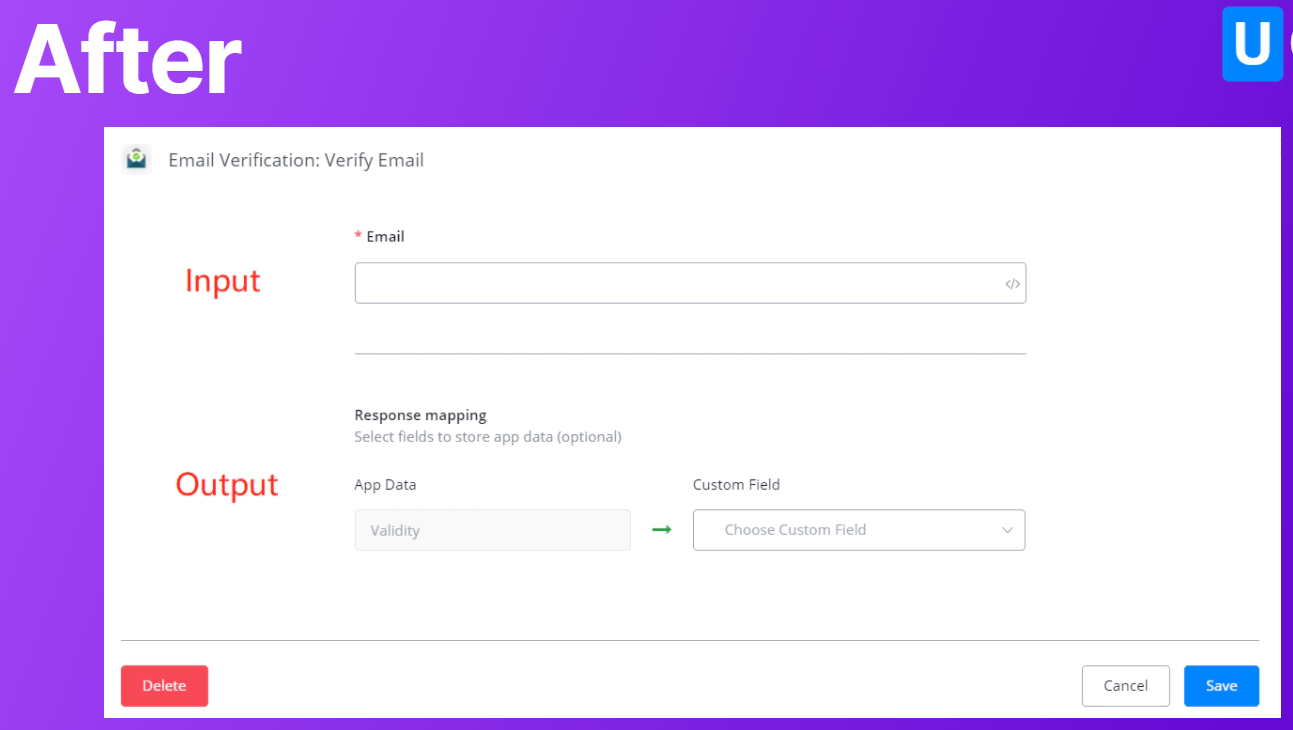 After
U
Email Verification: Verify Email
* Email
Input
</>
Response mapping
Select fields to store app data (optional)
Output
App Data
Custom Field
Validity
Choose Custom Field
Delete
Cancel
Save